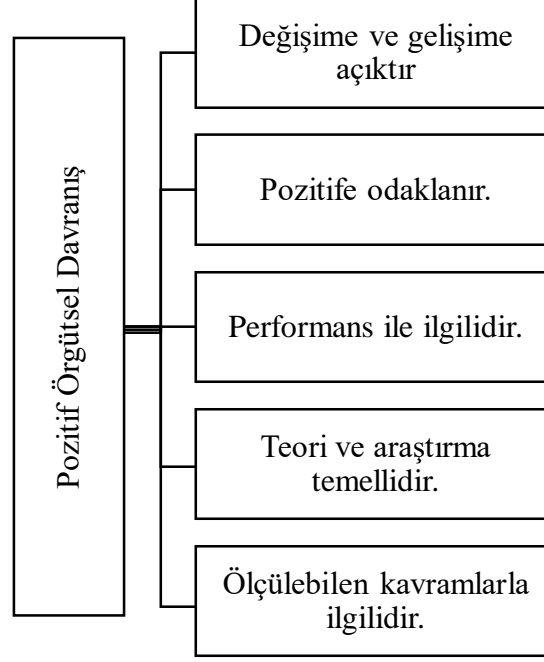 Pozitif Örgütsel Davranış
Değişime ve gelişime
açıktır
Pozitife odaklanır.
Performans ile ilgilidir.
Teori ve araştırma
temellidir.
Ölçülebilen kavramlarla
ilgilidir.